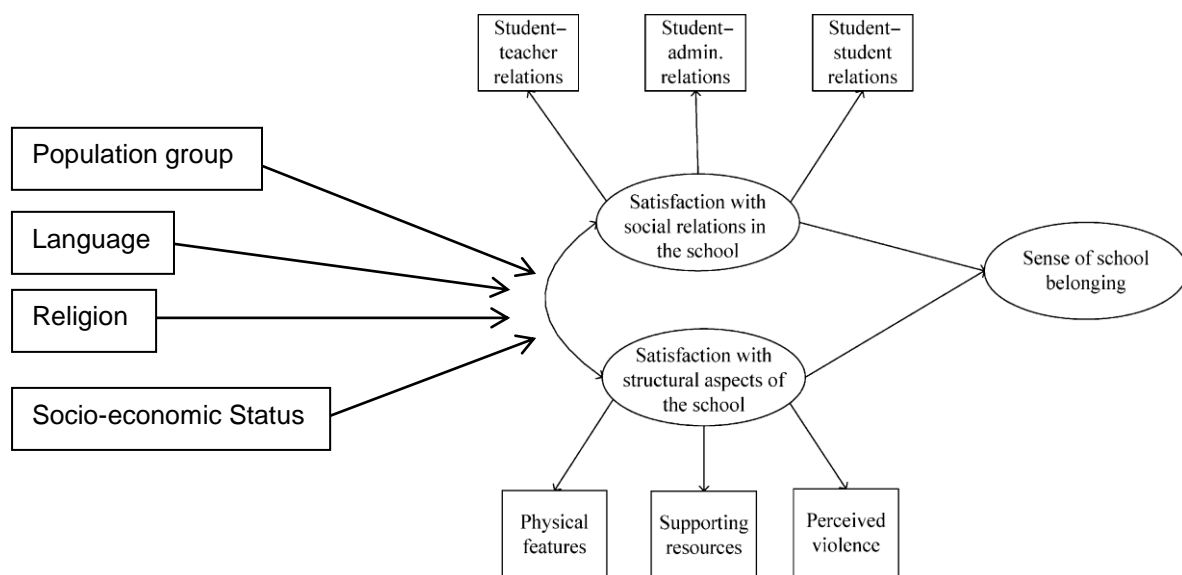 Student–
teacher
relations
Student–
admin.
relations
Student–
student
relations
Population group
Language
Religion
Socio-economic Status
Satisfaction with
social relations in
the school
Sense of school
belonging
Satisfaction with
structural aspects of
the school
Physical
features
Supporting
resources
Perceived
violence